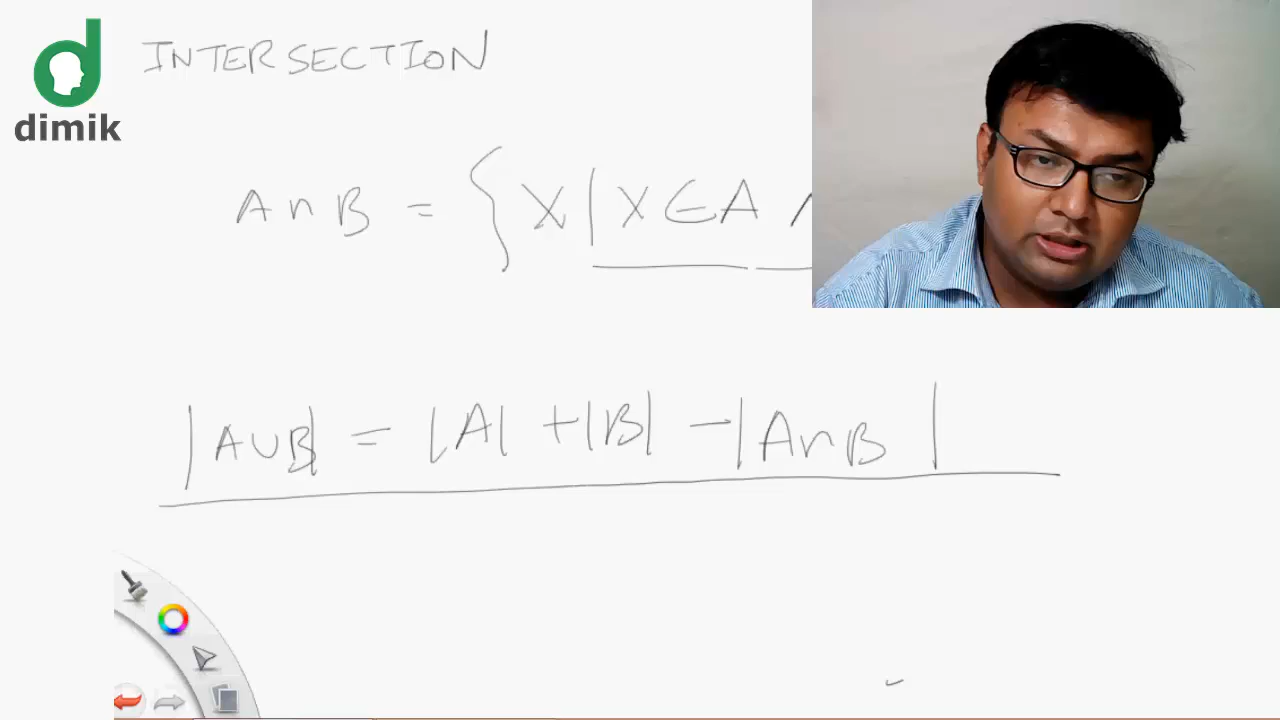 dimik
INTERSECTION
A ∩ B = { X | X ∈ A ∧
| A ∪ B | = | A | + | B | - | A ∩ B |